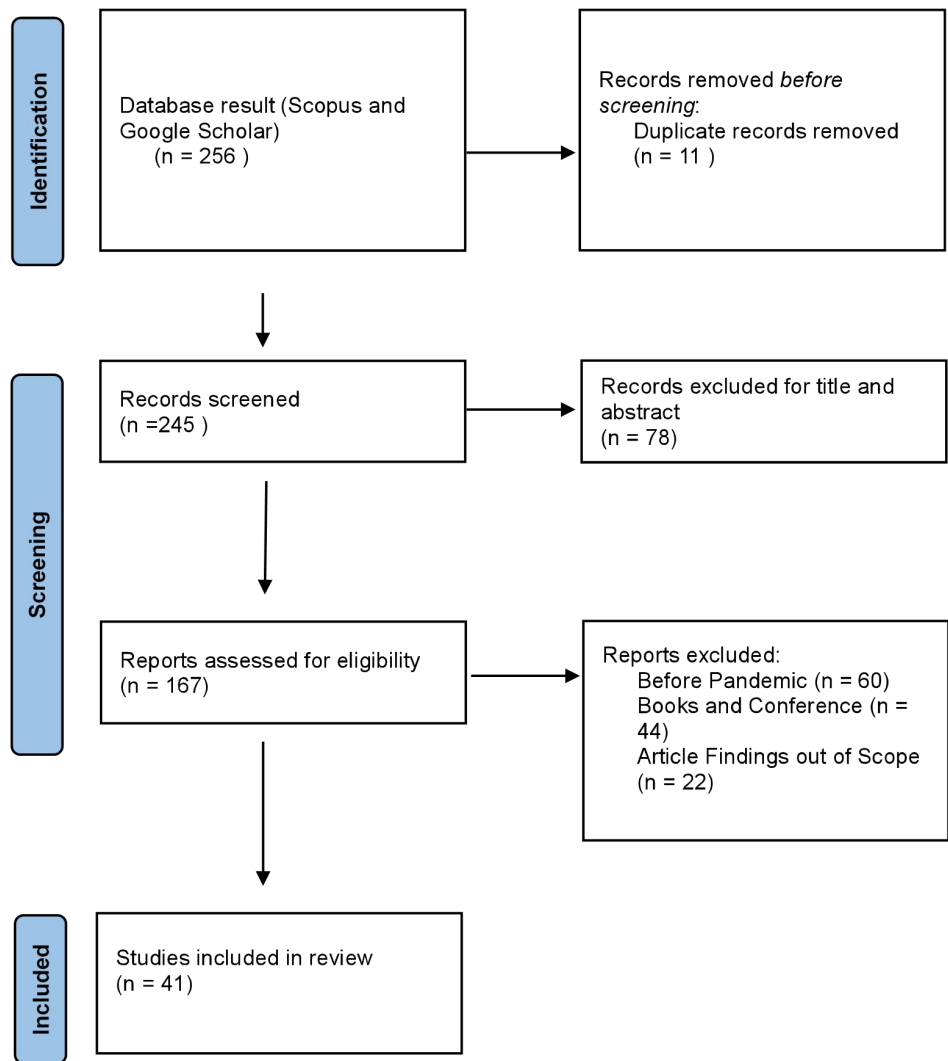 Identification
Database result (Scopus and
Google Scholar)
(n = 256 )
Records removed before
screening:
Duplicate records removed
(n = 11 )
Screening
Records screened
(n =245 )
Records excluded for title and
abstract
(n = 78)
Reports assessed for eligibility
(n = 167)
Reports excluded:
Before Pandemic (n = 60)
Books and Conference (n =
44)
Article Findings out of Scope
(n = 22)
Included
Studies included in review
(n = 41)